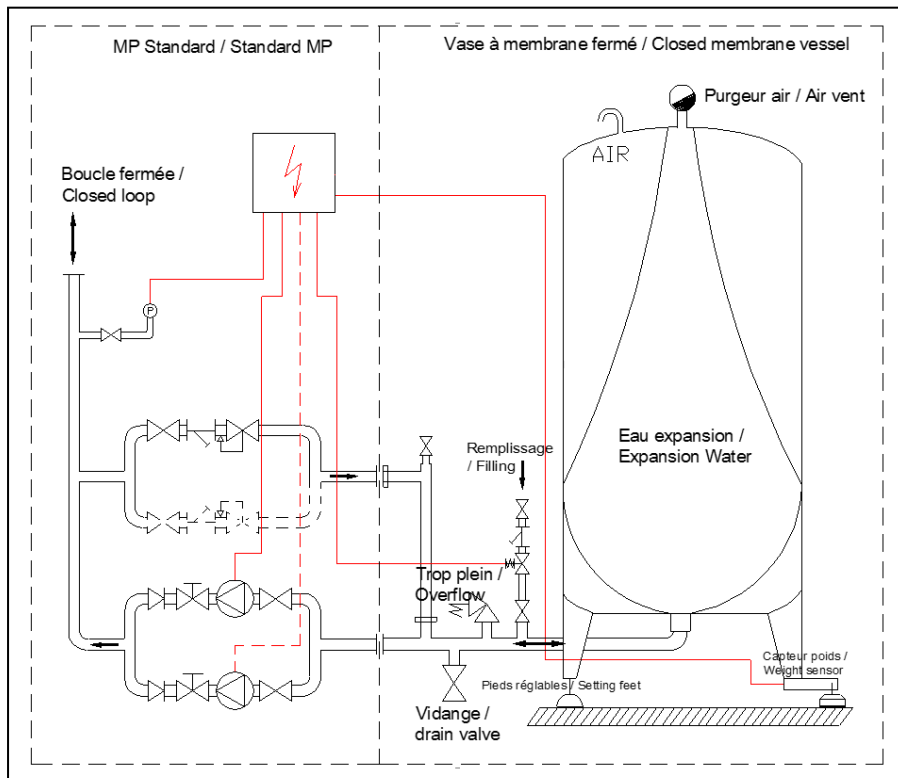 MP Standard / Standard MP
Vase à membrane fermé / Closed membrane vessel
Purgeur air / Air vent
AIR
Boucle fermée /
Closed loop
P
Remplissage
/ Filling
Eau expansion /
Expansion Water
Trop plein /
Overflow
Capteur poids /
Weight sensor
Pieds réglables / Setting feet
Vidange /
drain valve